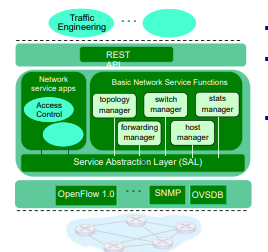 Traffic
Engineering
...
REST
API
Network
service apps
Basic Network Service Functions
Access
Control
topology
manager
switch
manager
stats
manager
forwarding
manager
host
manager
Service Abstraction Layer (SAL)
OpenFlow 1.0
...
SNMP
OVSDB